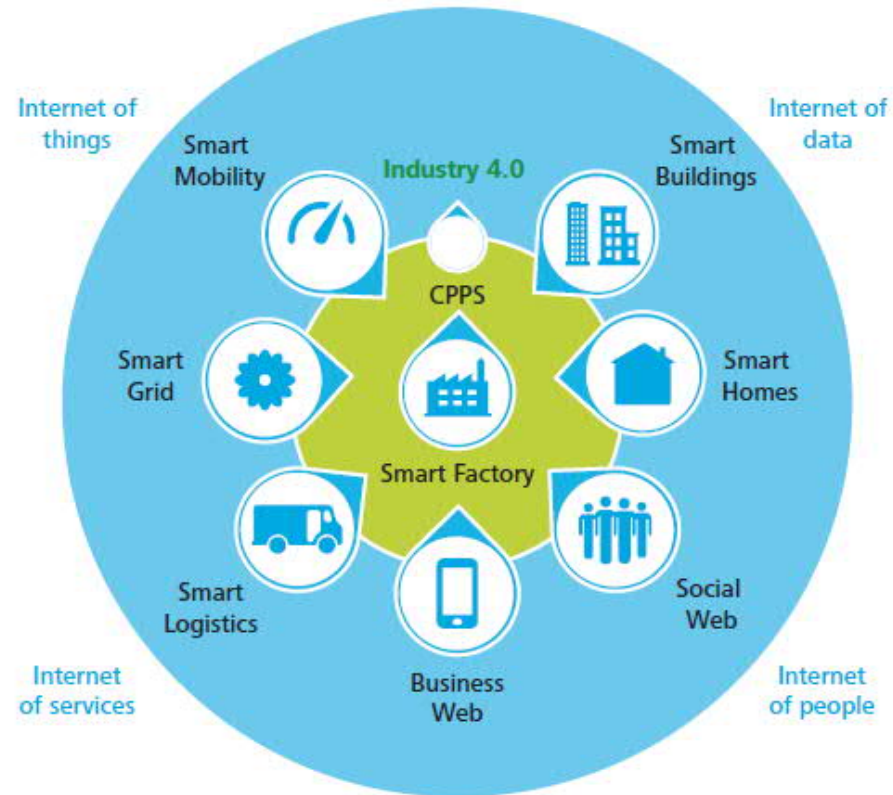 Internet of
things
Internet of
data
Smart
Mobility
Industry 4.0
Smart
Buildings
CPPS
Smart
Grid
Smart
Homes
Smart Factory
Smart
Logistics
Social
Web
Business
Web
Internet
of services
Internet
of people